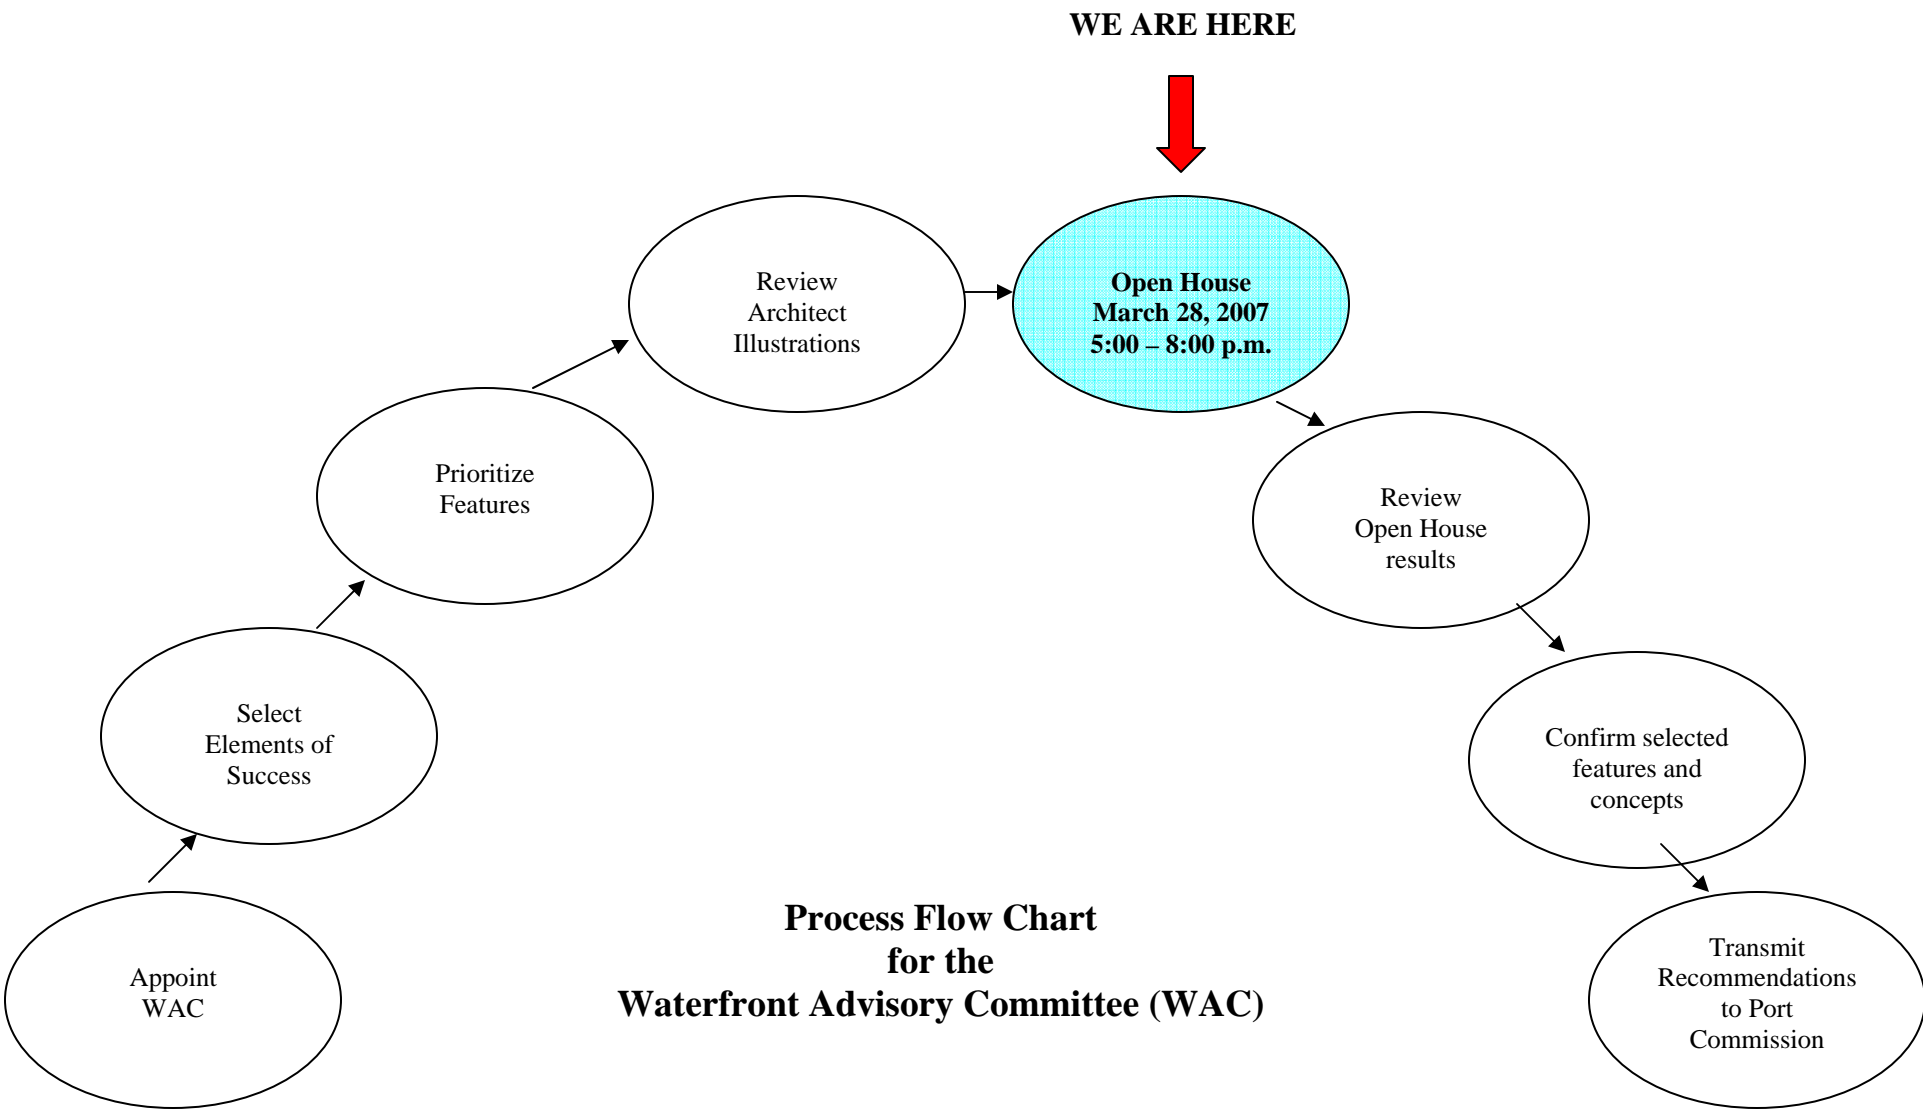 WE ARE HERE
Appoint
WAC
Select
Elements of
Success
Prioritize
Features
Review
Architect
Illustrations
Open House
March 28, 2007
5:00 – 8:00 p.m.
Review
Open House
results
Confirm selected
features and
concepts
Transmit
Recommendations
to Port
Commission
Process Flow Chart
for the
Waterfront Advisory Committee (WAC)